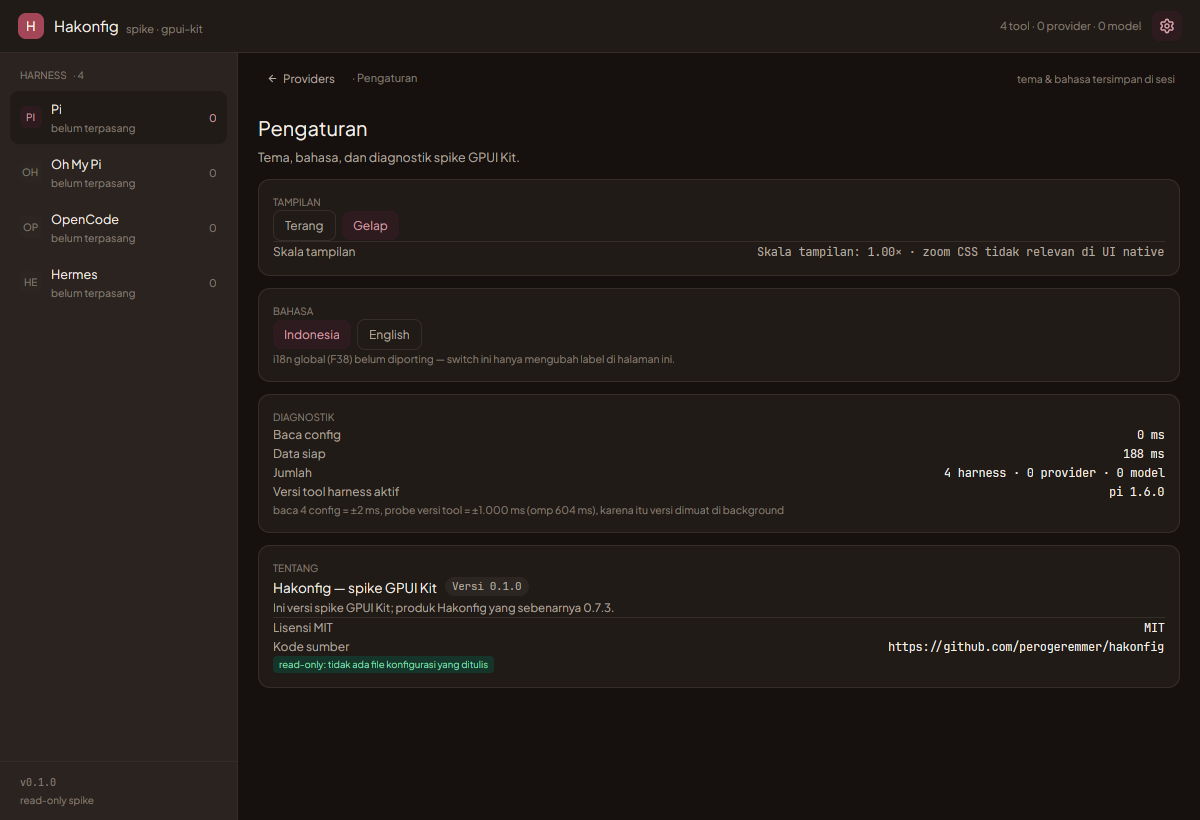 H Hakonfig spike · gpui-kit
4 tool · 0 provider · 0 model
HARNESS · 4
PI Pi 0
belum terpasang
OH Oh My Pi 0
belum terpasang
OP OpenCode 0
belum terpasang
HE Hermes 0
belum terpasang
v0.1.0
read-only spike
← Providers · Pengaturan
tema & bahasa tersimpan di sesi
Pengaturan
Tema, bahasa, dan diagnostik spike GPUI Kit.
TAMPILAN
Terang Gelap
Skala tampilan Skala tampilan: 1.00× · zoom CSS tidak relevan di UI native
BAHASA
Indonesia English
i18n global (F38) belum diporting — switch ini hanya mengubah label di halaman ini.
DIAGNOSTIK
Baca config 0 ms
Data siap 188 ms
Jumlah 4 harness · 0 provider · 0 model
Versi tool harness aktif pi 1.6.0
baca 4 config = ±2 ms, probe versi tool = ±1.000 ms (omp 604 ms), karena itu versi dimuat di background
TENTANG
Hakonfig — spike GPUI Kit Versi 0.1.0
Ini versi spike GPUI Kit; produk Hakonfig yang sebenarnya 0.7.3.
Lisensi MIT MIT
Kode sumber https://github.com/perogeremmer/hakonfig
read-only: tidak ada file konfigurasi yang ditulis